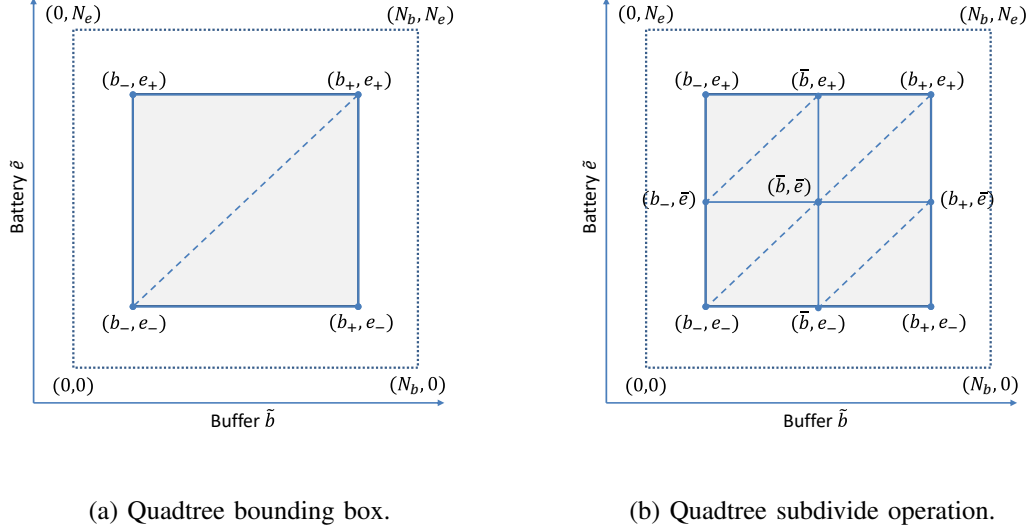 (0, N_e)
(N_b, N_e)
(b_−, e_+)
(b_+, e_+)
Battery ẽ
(b_−, e_−)
(b_+, e_−)
(0,0)
(N_b, 0)
Buffer b̃
(a) Quadtree bounding box.
(0, N_e)
(N_b, N_e)
(b_−, e_+)
(b̅, e_+)
(b_+, e_+)
Battery ẽ
(b_−, e̅)
(b̅, e̅)
(b_+, e̅)
(b_−, e_−)
(b̅, e_−)
(b_+, e_−)
(0,0)
(N_b, 0)
Buffer b̃
(b) Quadtree subdivide operation.